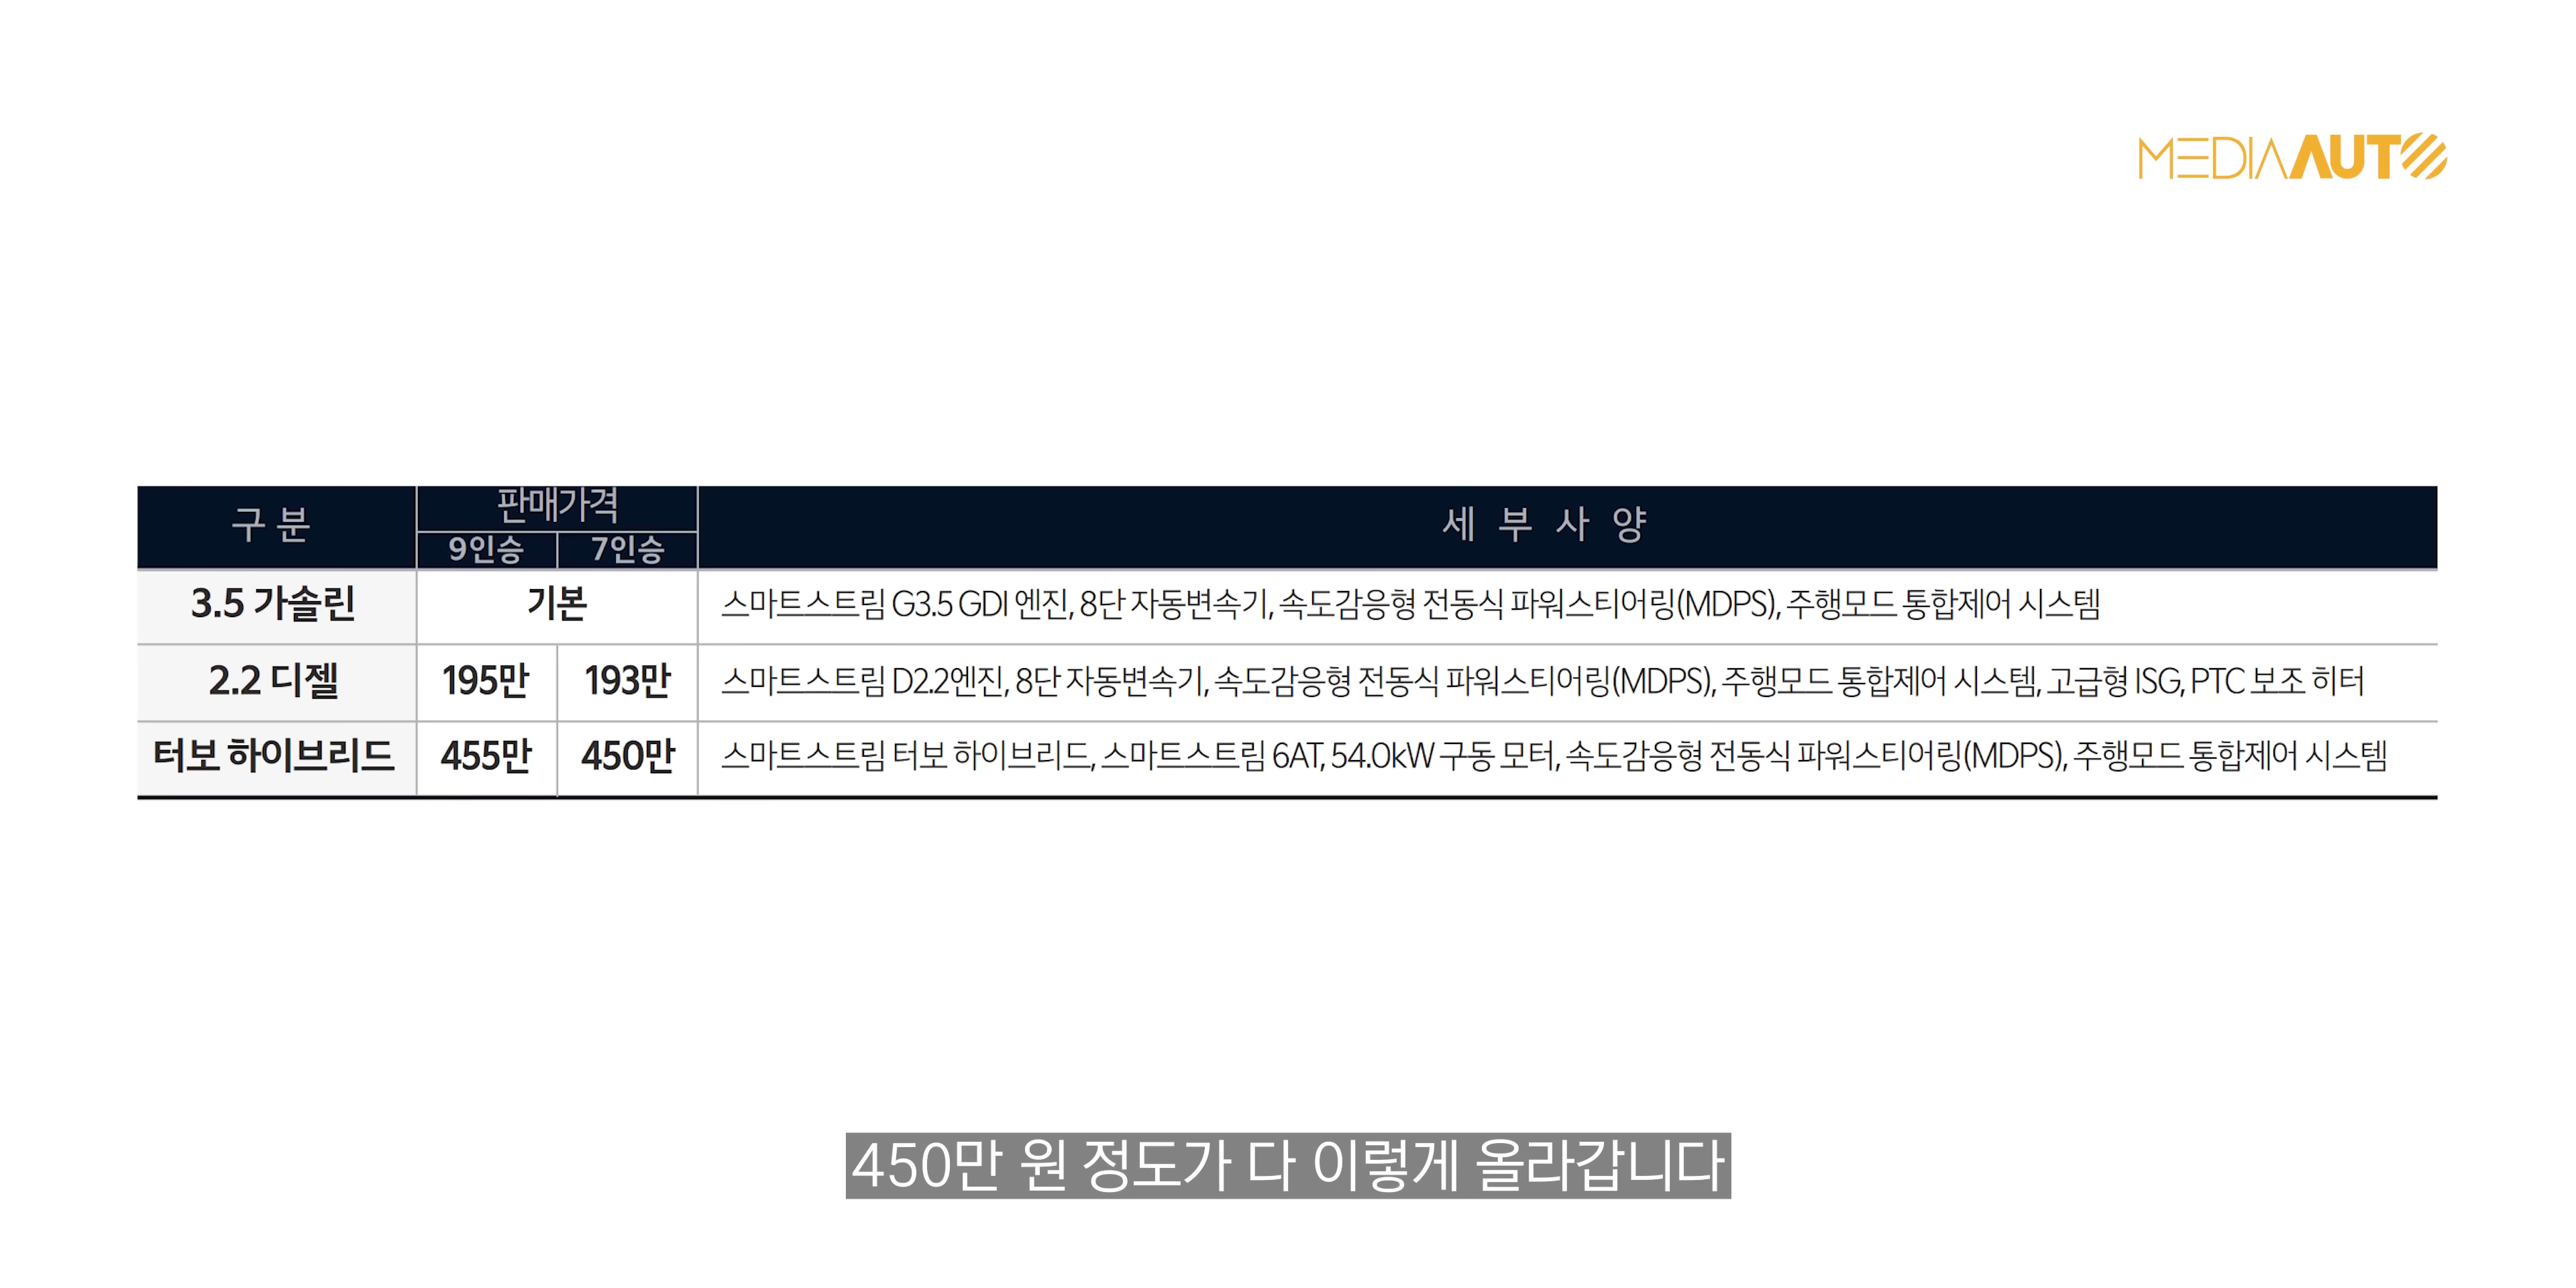 MEDIAAUTO
구 분 판매가격 세 부 사 양
9인승 7인승
3.5 가솔린 기본 스마트스트림 G3.5 GDI 엔진, 8단 자동변속기, 속도감응형 전동식 파워스티어링(MDPS), 주행모드 통합제어 시스템
2.2 디젤 195만 193만 스마트스트림 D2.2엔진, 8단 자동변속기, 속도감응형 전동식 파워스티어링(MDPS), 주행모드 통합제어 시스템, 고급형 ISG, PTC 보조 히터
터보 하이브리드 455만 450만 스마트스트림 터보 하이브리드, 스마트스트림 6AT, 54.0kW 구동 모터, 속도감응형 전동식 파워스티어링(MDPS), 주행모드 통합제어 시스템
450만 원 정도가 다 이렇게 올라갑니다